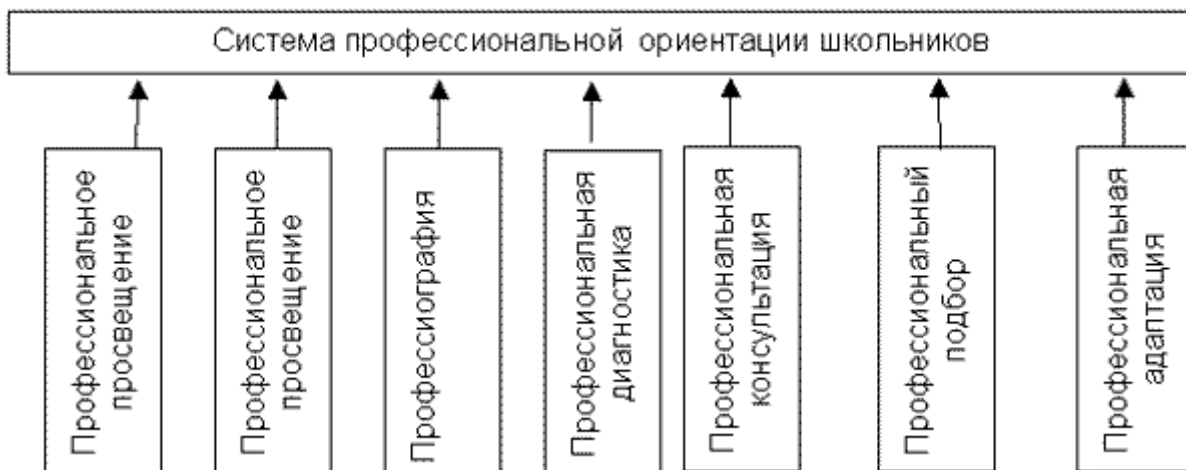 Система профессиональной ориентации школьников
Профессиональное
просвещение
Профессиональное
просвещение
Профессиография
Профессиональная
диагностика
Профессиональная
консультация
Профессиональный
подбор
Профессиональная
адаптация